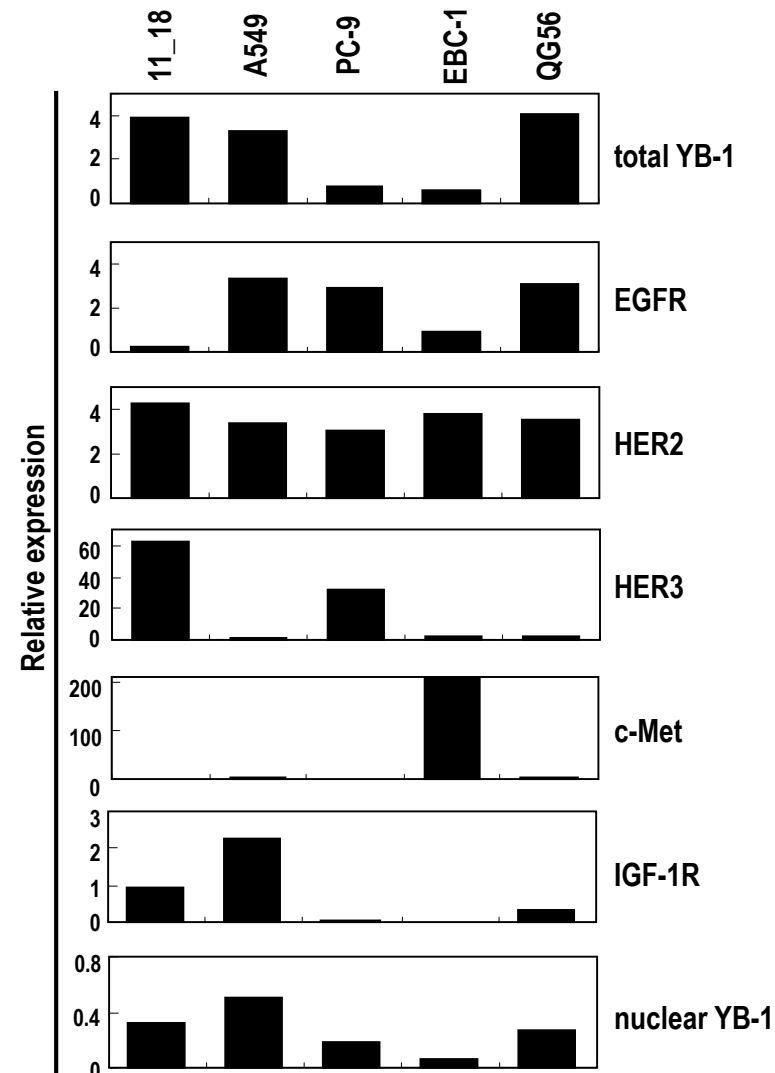 11_18 A549 PC-9 EBC-1 QG56
Relative expression
4
2
0
total YB-1
4
2
0
EGFR
4
2
0
HER2
60
40
20
0
HER3
200
100
0
c-Met
3
2
1
0
IGF-1R
0.8
0.4
0
nuclear YB-1